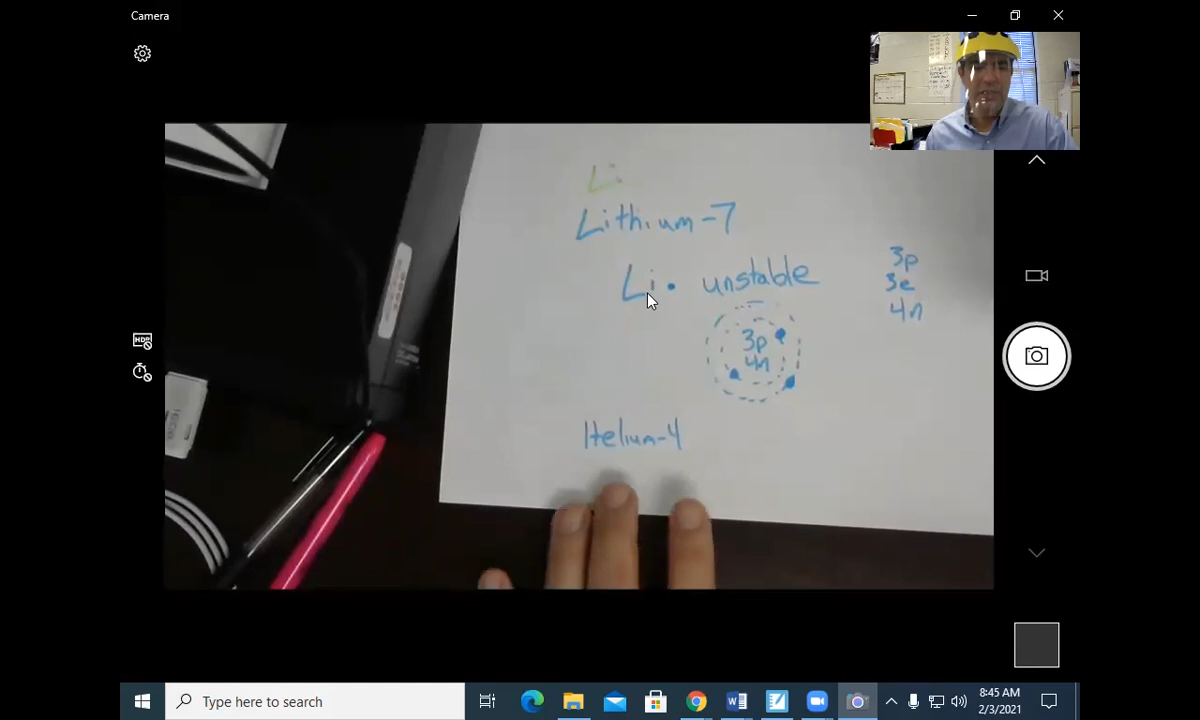 Camera
Li
Lithium-7
Li • unstable
3p
3e
4n
3p
4n
Helium-4
Type here to search
8:45 AM
2/3/2021